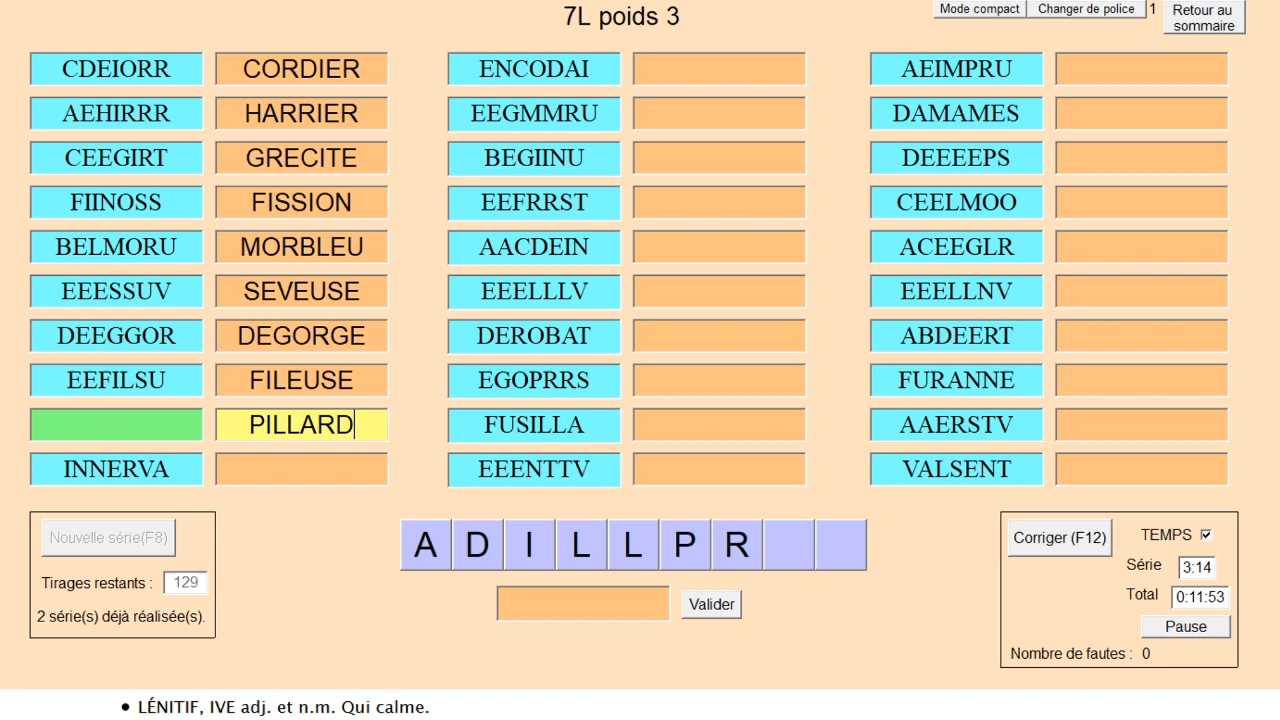 7L poids 3
Mode compact
Changer de police
1
Retour au
sommaire
CDEIORR CORDIER ENCODAI AEIMPRU
AEHIRRR HARRIER EEGMMRU DAMAMES
CEEGIRT GRECITE BEGIINU DEEEEPS
FIINOSS FISSION EEFRRST CEELMOO
BELMORU MORBLEU AACDEIN ACEEGLR
EEESSUV SEVEUSE EEELLLV EEELLNV
DEEGGOR DEGORGE DEROBAT ABDEERT
EEFILSU FILEUSE EGOPRRS FURANNE
PILLARD FUSILLA AAERSTV
INNERVA EEENTTV VALSENT
Nouvelle série(F8)
Tirages restants : 129
2 série(s) déjà réalisée(s).
A D I L L P R
Valider
Corriger (F12)
TEMPS
Série 3:14
Total 0:11:53
Pause
Nombre de fautes : 0
• LÉNITIF, IVE adj. et n.m. Qui calme.